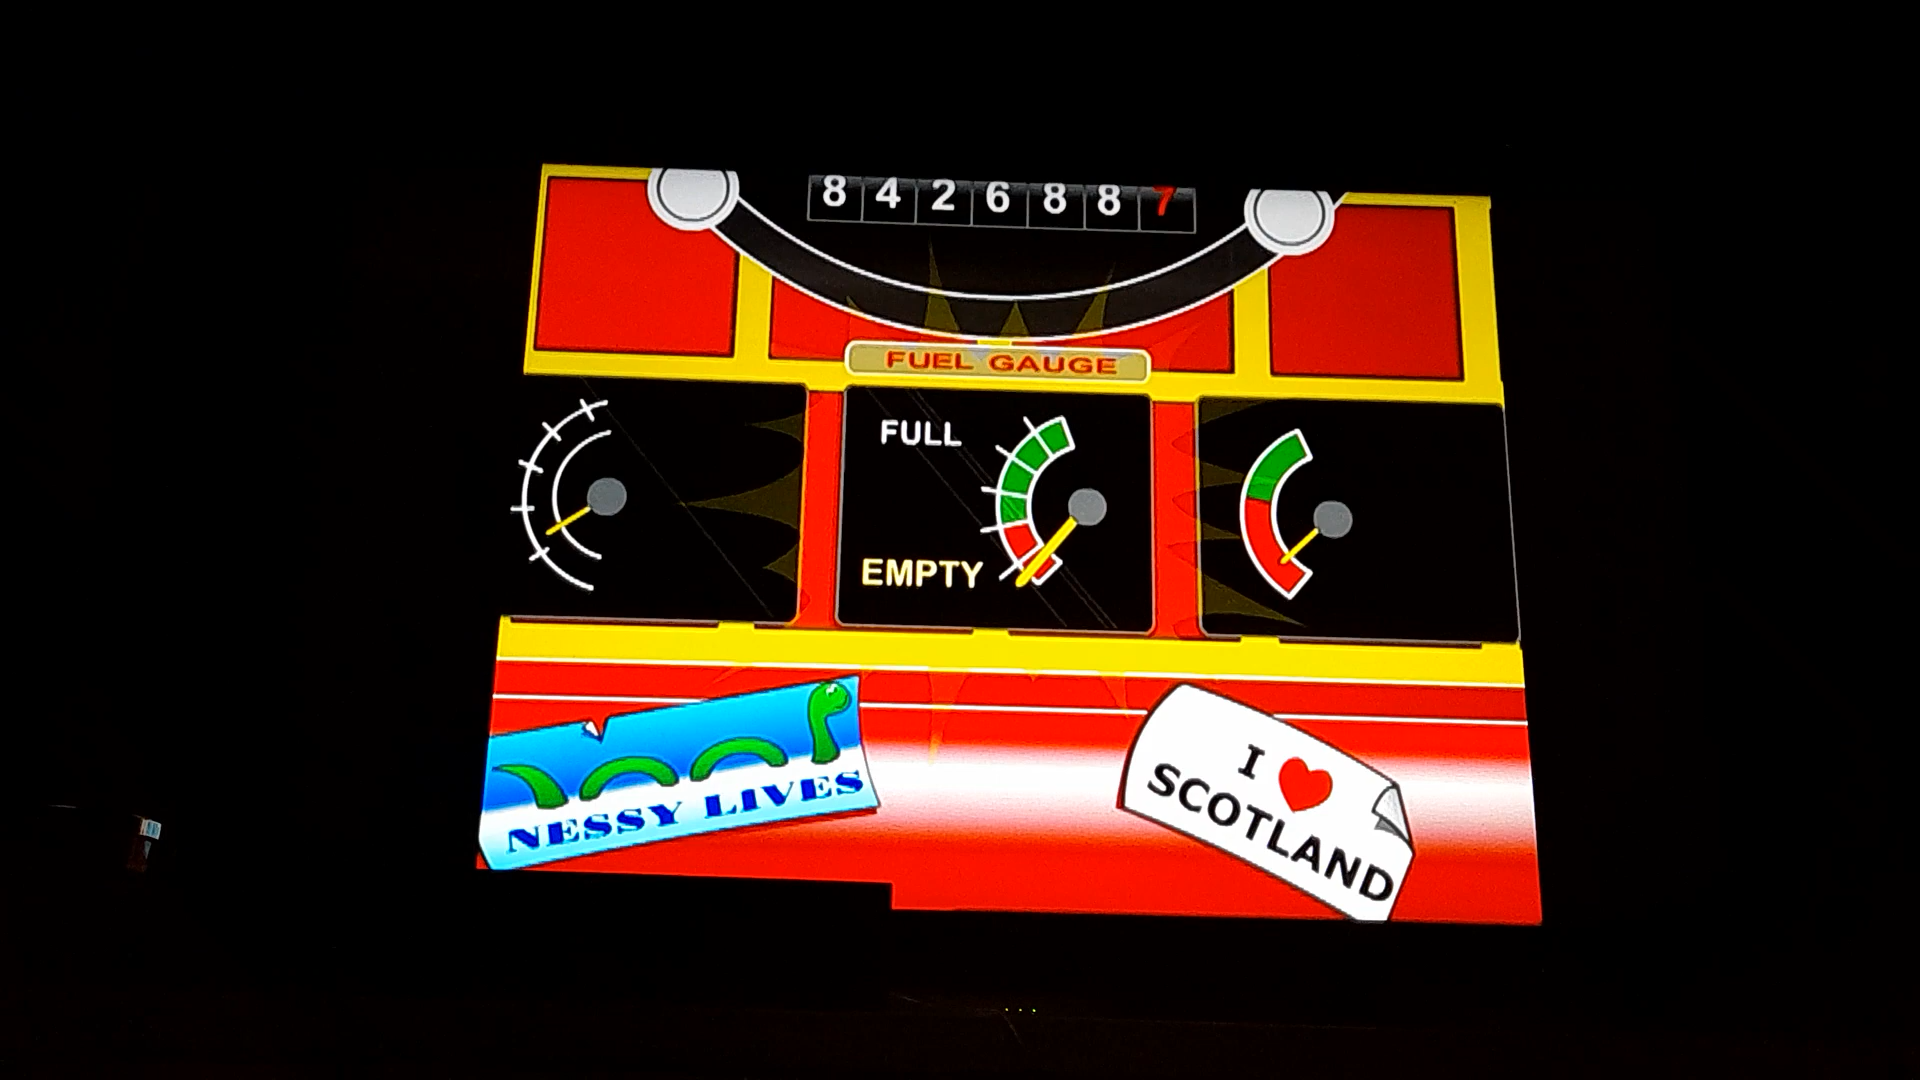 8426887
FUEL GAUGE
FULL
EMPTY
NESSY LIVES
I ❤
SCOTLAND